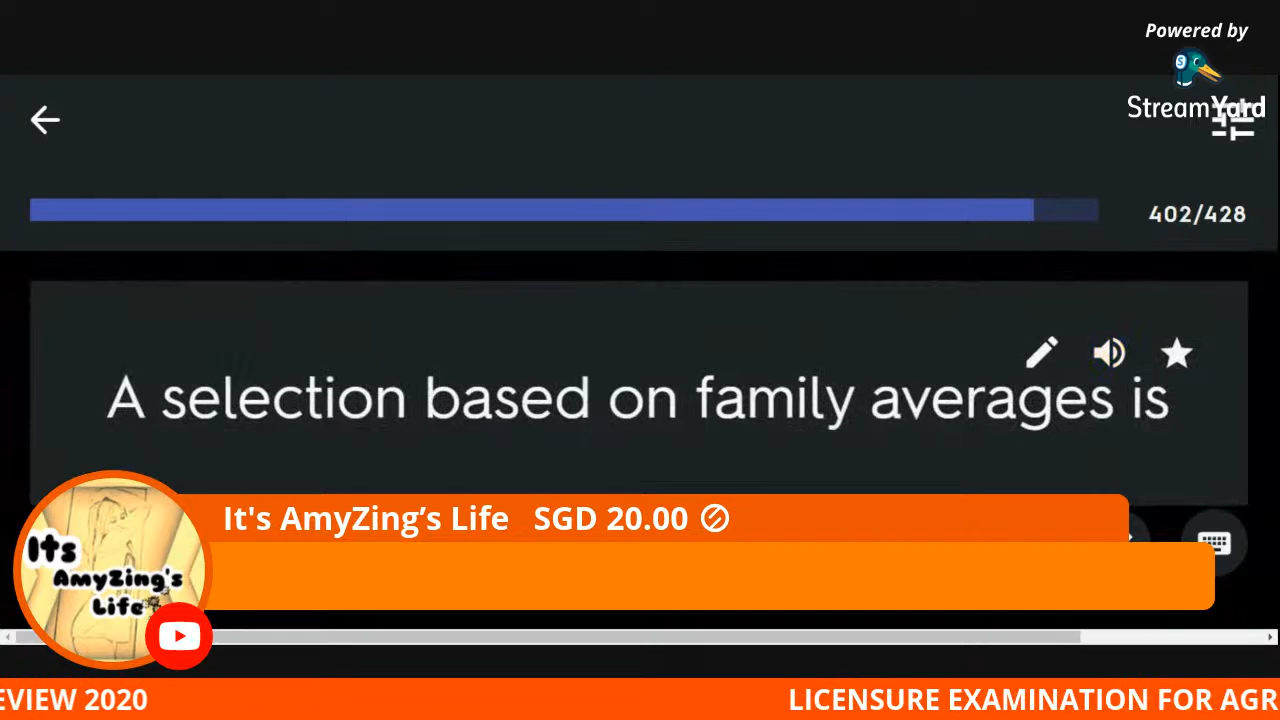 Powered by
StreamYard
402/428
A selection based on family averages is
It's AmyZing’s Life SGD 20.00
Its
AmyZing's
Life
EVIEW 2020 LICENSURE EXAMINATION FOR AGR